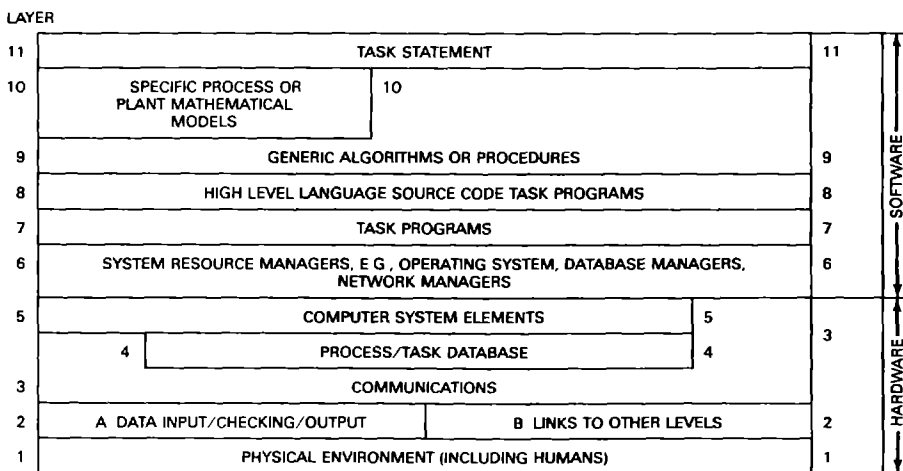 LAYER
11 TASK STATEMENT 11
10 SPECIFIC PROCESS OR 10
PLANT MATHEMATICAL
MODELS
9 GENERIC ALGORITHMS OR PROCEDURES 9
8 HIGH LEVEL LANGUAGE SOURCE CODE TASK PROGRAMS 8
7 TASK PROGRAMS 7
6 SYSTEM RESOURCE MANAGERS, E G , OPERATING SYSTEM, DATABASE MANAGERS, 6
NETWORK MANAGERS
SOFTWARE
5 COMPUTER SYSTEM ELEMENTS 5
3
4 PROCESS/TASK DATABASE 4
3 COMMUNICATIONS
2 A DATA INPUT/CHECKING/OUTPUT B LINKS TO OTHER LEVELS 2
1 PHYSICAL ENVIRONMENT (INCLUDING HUMANS) 1
HARDWARE